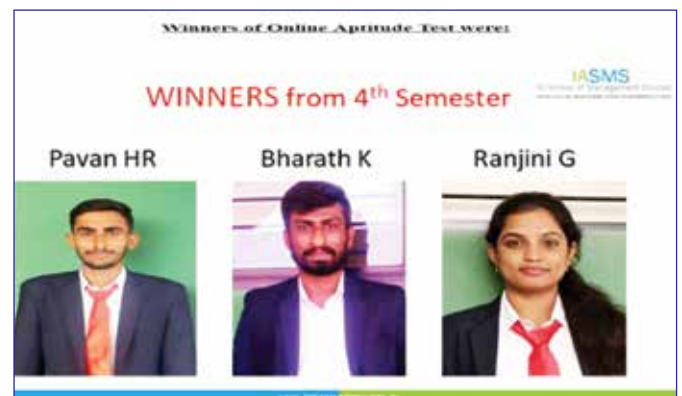 Winners of Online Aptitude Test were:
IASMS
WINNERS from 4th Semester
Pavan HR
Bharath K
Ranjini G